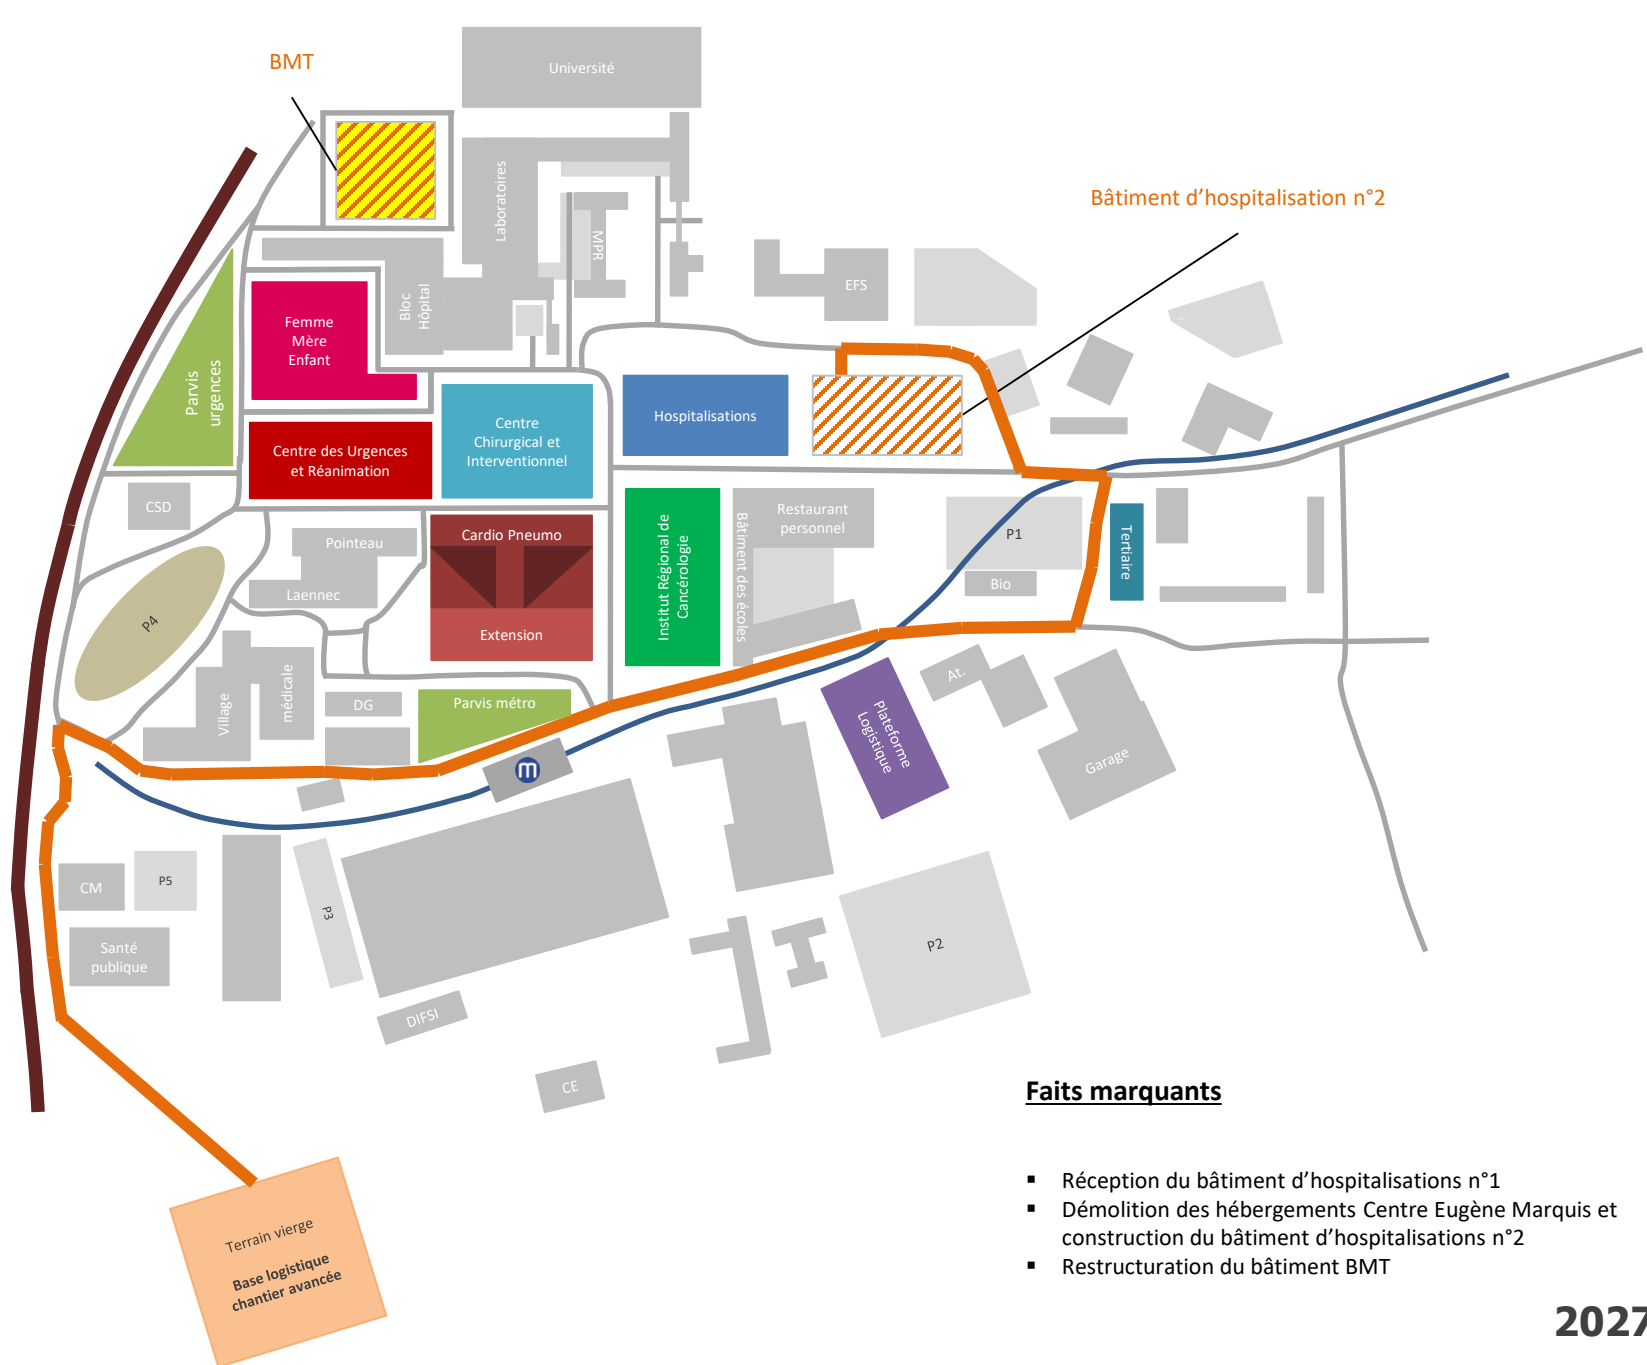 Université
BMT
Bâtiment d’hospitalisation n°2
Laboratoires
MPR
EFS
Bloc
Hôpital
Femme
Mère
Enfant
Parvis
urgences
Hospitalisations
Centre
Chirurgical et
Interventionnel
Centre des Urgences
et Réanimation
CSD
Pointeau
Cardio Pneumo
Institut Régional de
Cancérologie
Bâtiment des écoles
Restaurant
personnel
P1
Tertiaire
Bio
Laennec
P4
Extension
Village
médicale
DG
Parvis métro
m
Plateforme
Logistique
At.
Garage
CM
P5
P3
Santé
publique
P2
DIFSI
CE
Terrain vierge
Base logistique
chantier avancée
Faits marquants
▪ Réception du bâtiment d’hospitalisations n°1
▪ Démolition des hébergements Centre Eugène Marquis et
construction du bâtiment d’hospitalisations n°2
▪ Restructuration du bâtiment BMT
2027